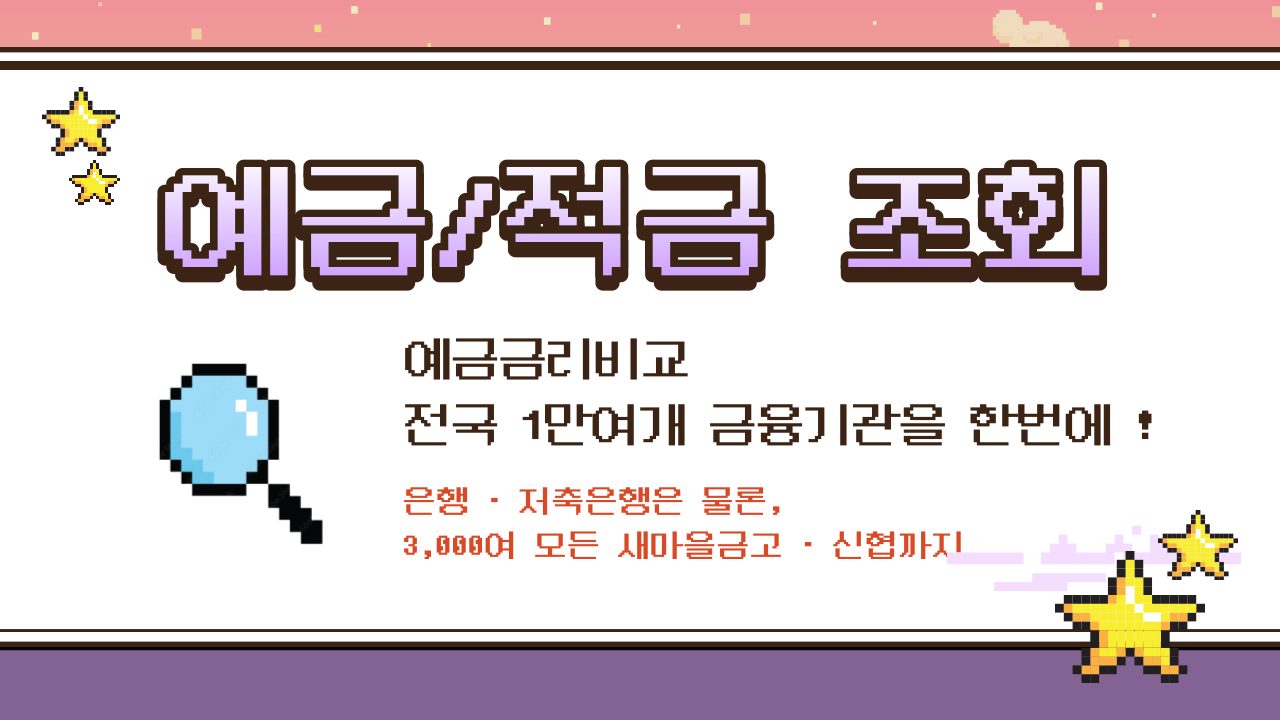 예금/적금 조회
예금금리비교
전국 1만여개 금융기관을 한번에 !
은행 · 저축은행은 물론,
3,000여 모든 새마을금고 · 신협까지